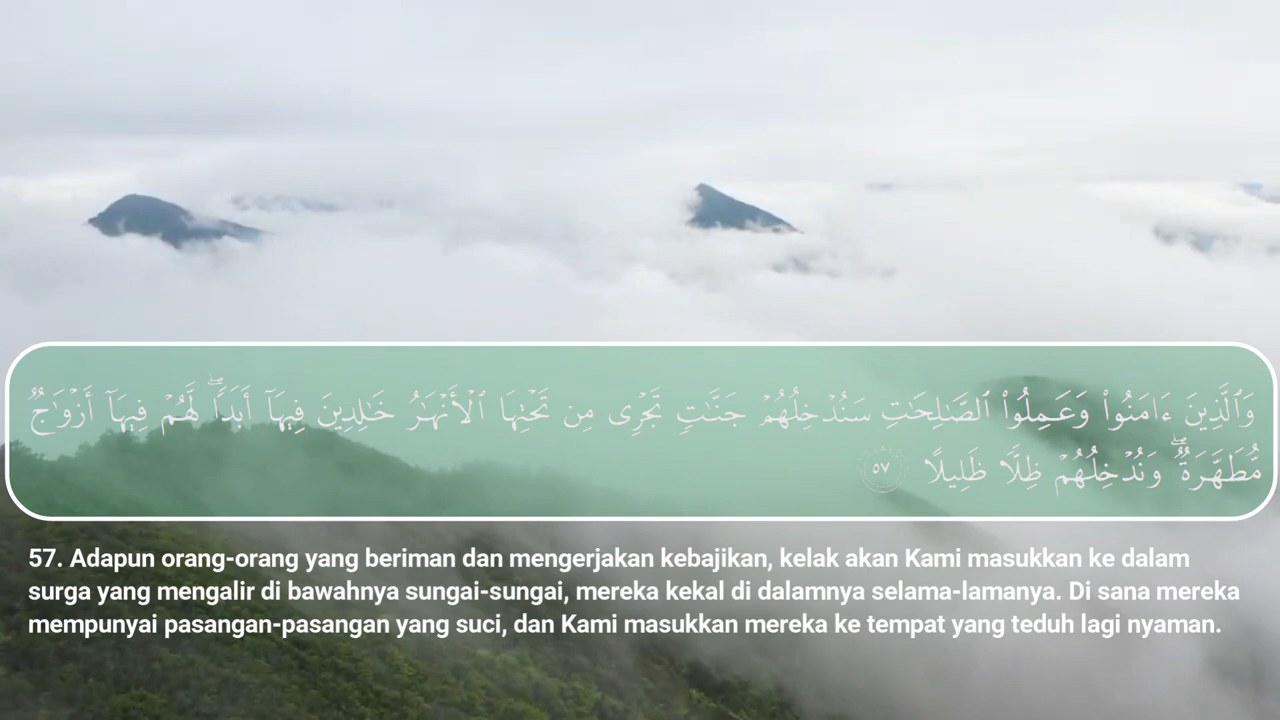 وَٱلَّذِينَ ءَامَنُوا۟ وَعَمِلُوا۟ ٱلصَّـٰلِحَـٰتِ سَنُدْخِلُهُمْ جَنَّـٰتٍ تَجْرِى مِن تَحْتِهَا ٱلْأَنْهَـٰرُ خَـٰلِدِينَ فِيهَآ أَبَدًا ۖ لَّهُمْ فِيهَآ أَزْوَٰجٌ
مُّطَهَّرَةٌ ۖ وَنُدْخِلُهُمْ ظِلًّا ظَلِيلًا ٥٧
57. Adapun orang-orang yang beriman dan mengerjakan kebajikan, kelak akan Kami masukkan ke dalam
surga yang mengalir di bawahnya sungai-sungai, mereka kekal di dalamnya selama-lamanya. Di sana mereka
mempunyai pasangan-pasangan yang suci, dan Kami masukkan mereka ke tempat yang teduh lagi nyaman.